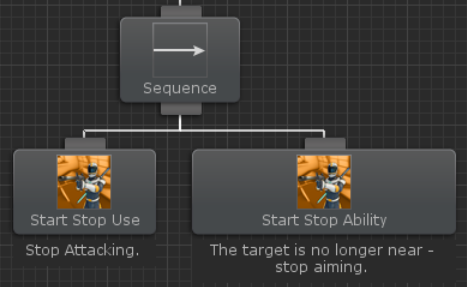 Sequence
Start Stop Use
Start Stop Ability
Stop Attacking.
The target is no longer near -
stop aiming.